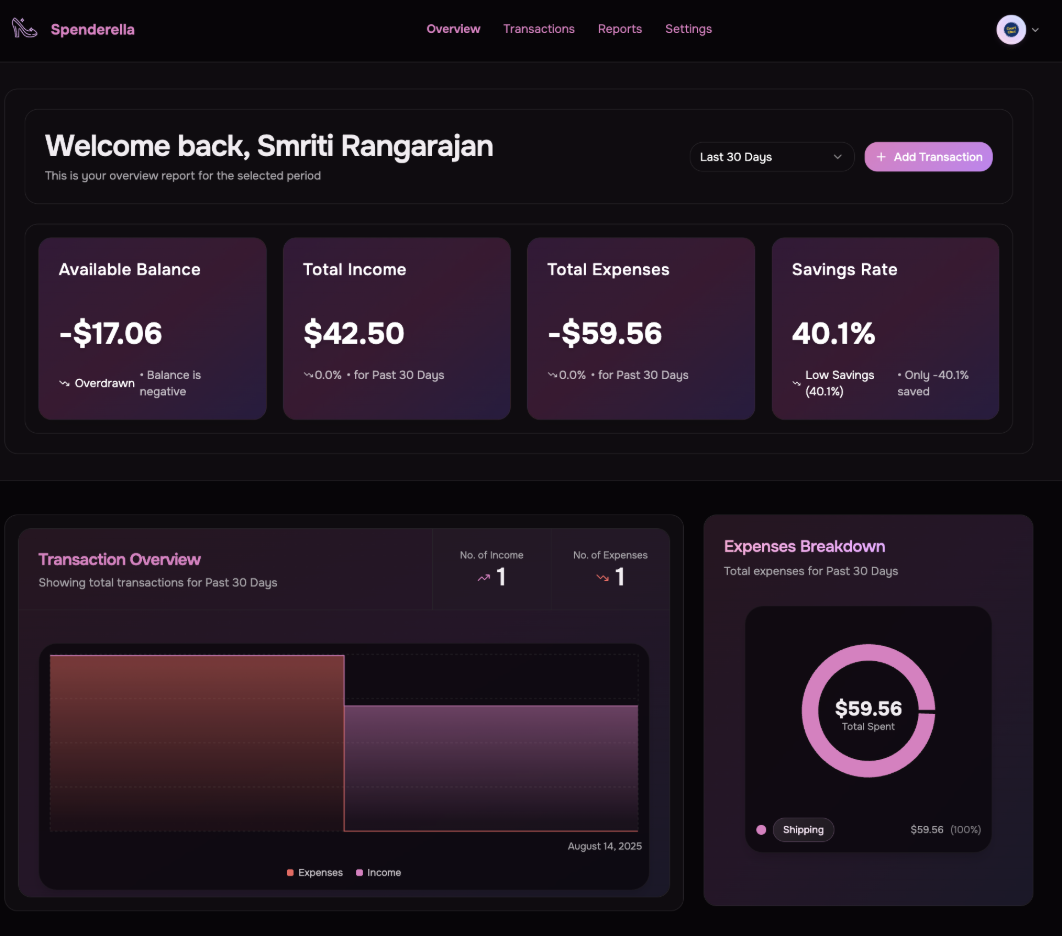 Spenderella
Overview Transactions Reports Settings
Welcome back, Smriti Rangarajan
This is your overview report for the selected period
Last 30 Days
+ Add Transaction
Available Balance
-$17.06
Overdrawn • Balance is
negative
Total Income
$42.50
0.0% • for Past 30 Days
Total Expenses
-$59.56
0.0% • for Past 30 Days
Savings Rate
40.1%
Low Savings • Only -40.1%
(40.1%) saved
Transaction Overview
Showing total transactions for Past 30 Days
No. of Income
1
No. of Expenses
1
August 14, 2025
Expenses Income
Expenses Breakdown
Total expenses for Past 30 Days
$59.56
Total Spent
Shipping $59.56 (100%)